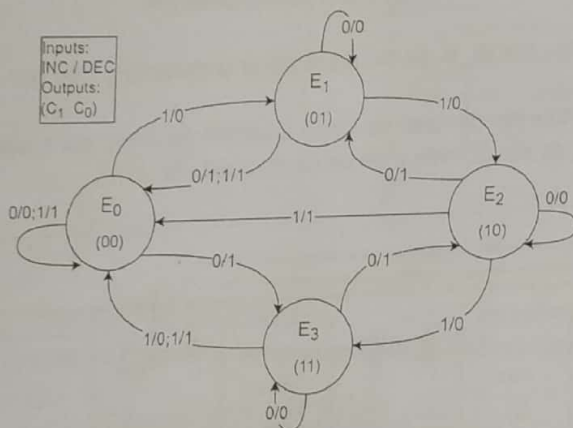 Inputs:
INC / DEC
Outputs:
(C₁ C₀)
0/0
E₁
(01)
1/0
1/0
0/1;1/1
0/1
0/0;1/1
E₀
(00)
1/1
E₂
(10)
0/0
0/1
0/1
1/0;1/1
E₃
(11)
1/0
0/0